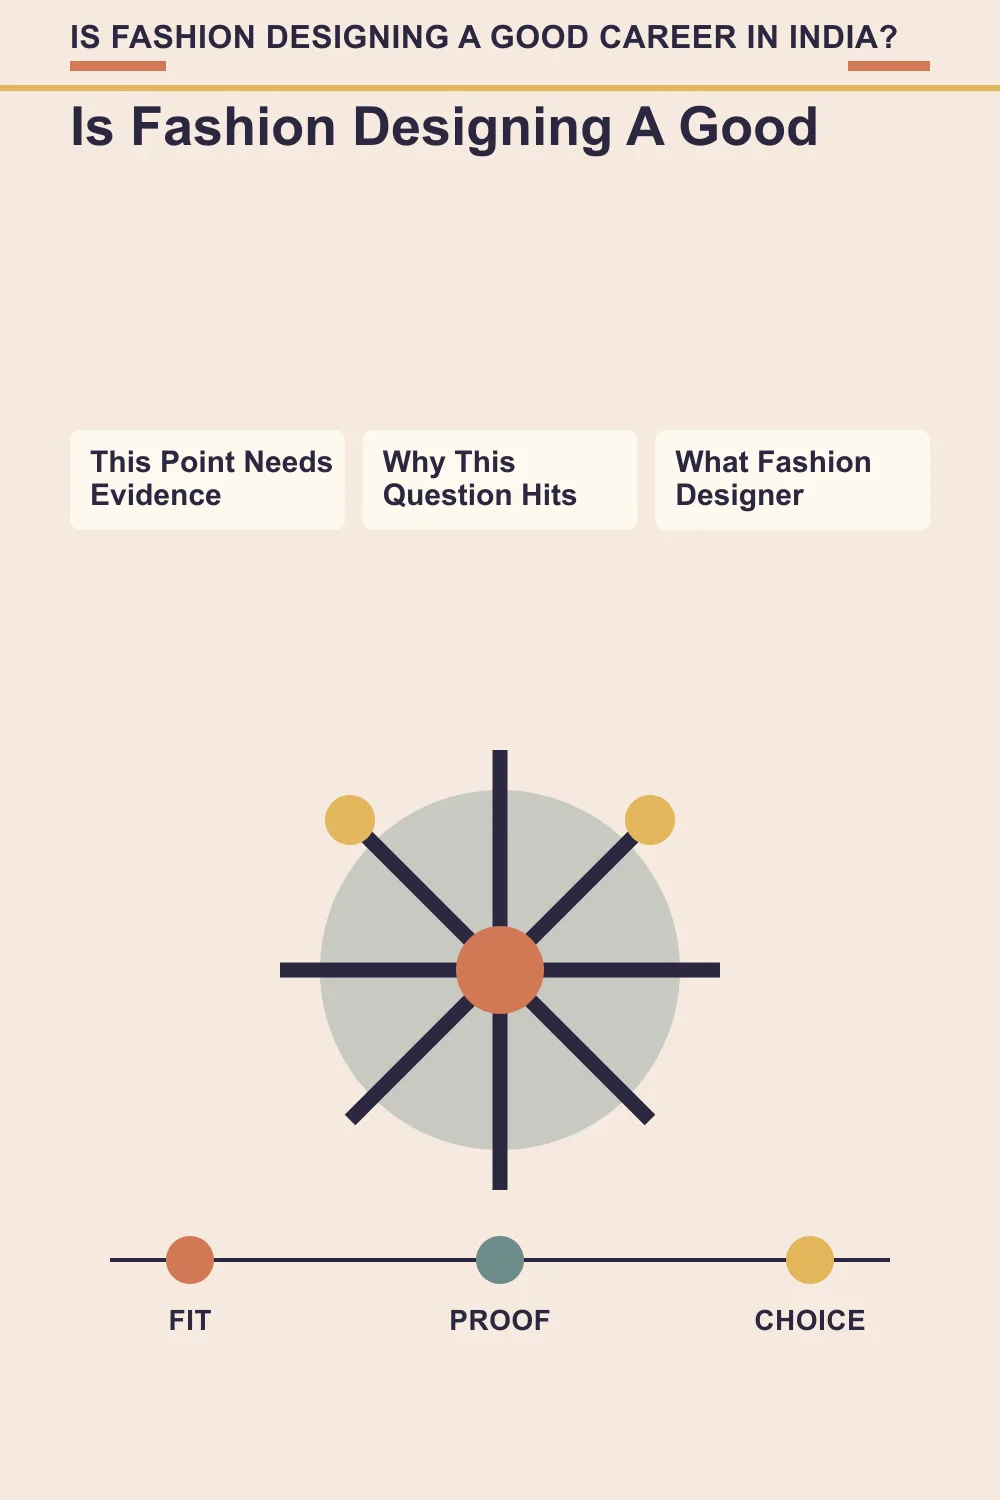 IS FASHION DESIGNING A GOOD CAREER IN INDIA?
Is Fashion Designing A Good
This Point Needs
Evidence
Why This
Question Hits
What Fashion
Designer
FIT
PROOF
CHOICE